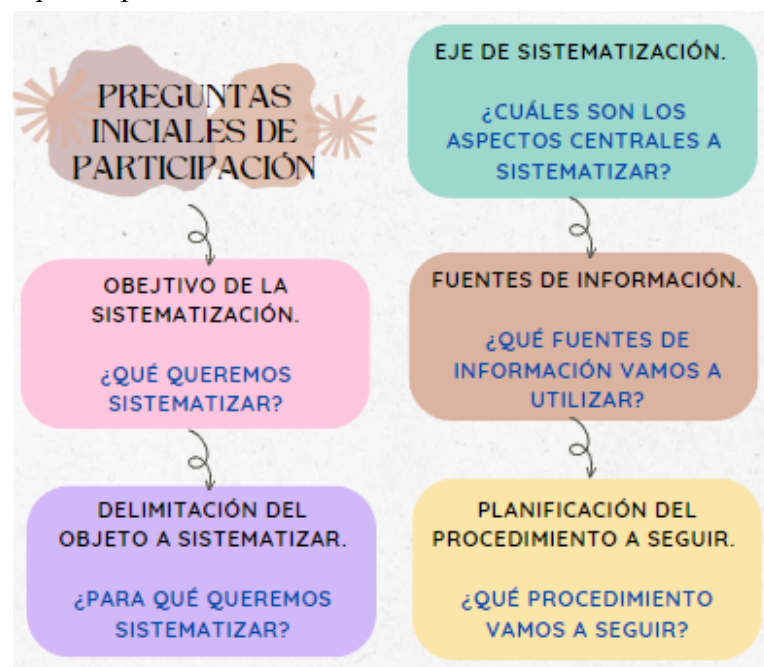 PREGUNTAS
INICIALES DE
PARTICIPACIÓN
OBEJTIVO DE LA
SISTEMATIZACIÓN.
¿QUÉ QUEREMOS
SISTEMATIZAR?
DELIMITACIÓN DEL
OBJETO A SISTEMATIZAR.
¿PARA QUÉ QUEREMOS
SISTEMATIZAR?
EJE DE SISTEMATIZACIÓN.
¿CUÁLES SON LOS
ASPECTOS CENTRALES A
SISTEMATIZAR?
FUENTES DE INFORMACIÓN.
¿QUÉ FUENTES DE
INFORMACIÓN VAMOS A
UTILIZAR?
PLANIFICACIÓN DEL
PROCEDIMIENTO A SEGUIR.
¿QUÉ PROCEDIMIENTO
VAMOS A SEGUIR?